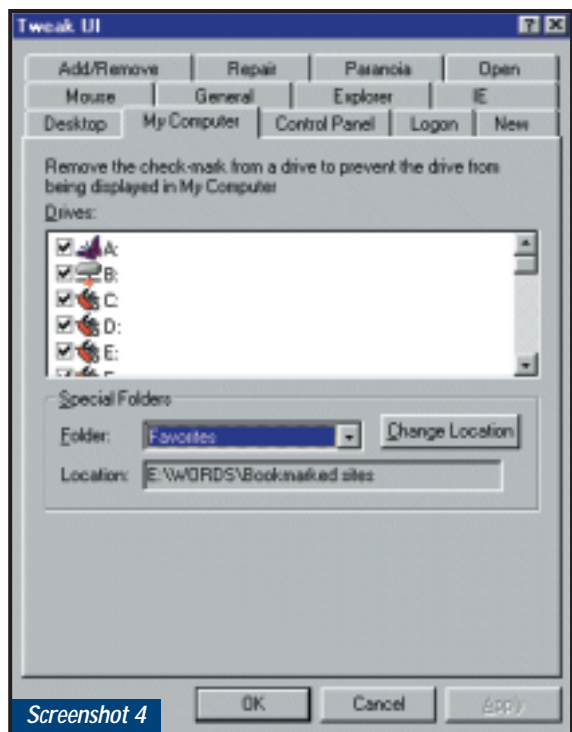 Tweak UI
Add/Remove Repair Paranoia Open
Mouse General Explorer IE
Desktop My Computer Control Panel Logon New
Remove the check-mark from a drive to prevent the drive from
being displayed in My Computer
Drives:
A:
B:
C:
D:
E:
Special Folders
Folder: Favorites Change Location
Location: E:\WORDS\Bookmarked sites
OK Cancel Apply
Screenshot 4